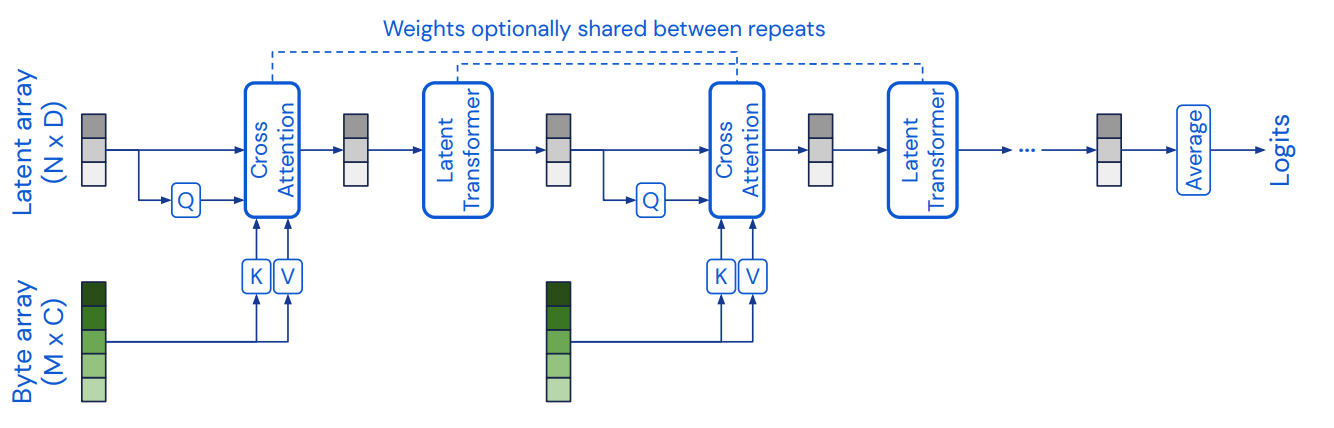 Weights optionally shared between repeats
Latent array
(N x D)
Q
Cross
Attention
Latent
Transformer
Q
Cross
Attention
Latent
Transformer
...
Average
Logits
K
V
K
V
Byte array
(M x C)